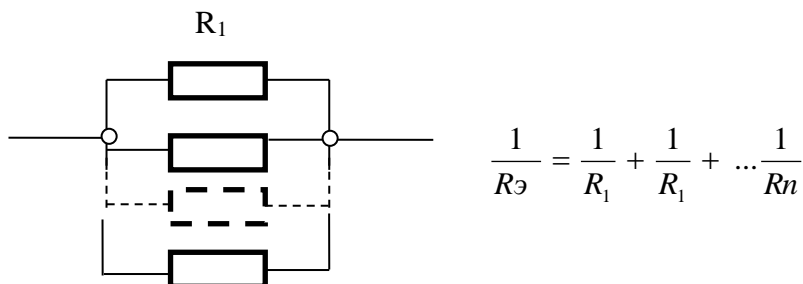 R₁
1/Rэ = 1/R₁ + 1/R₁ + ...1/Rn